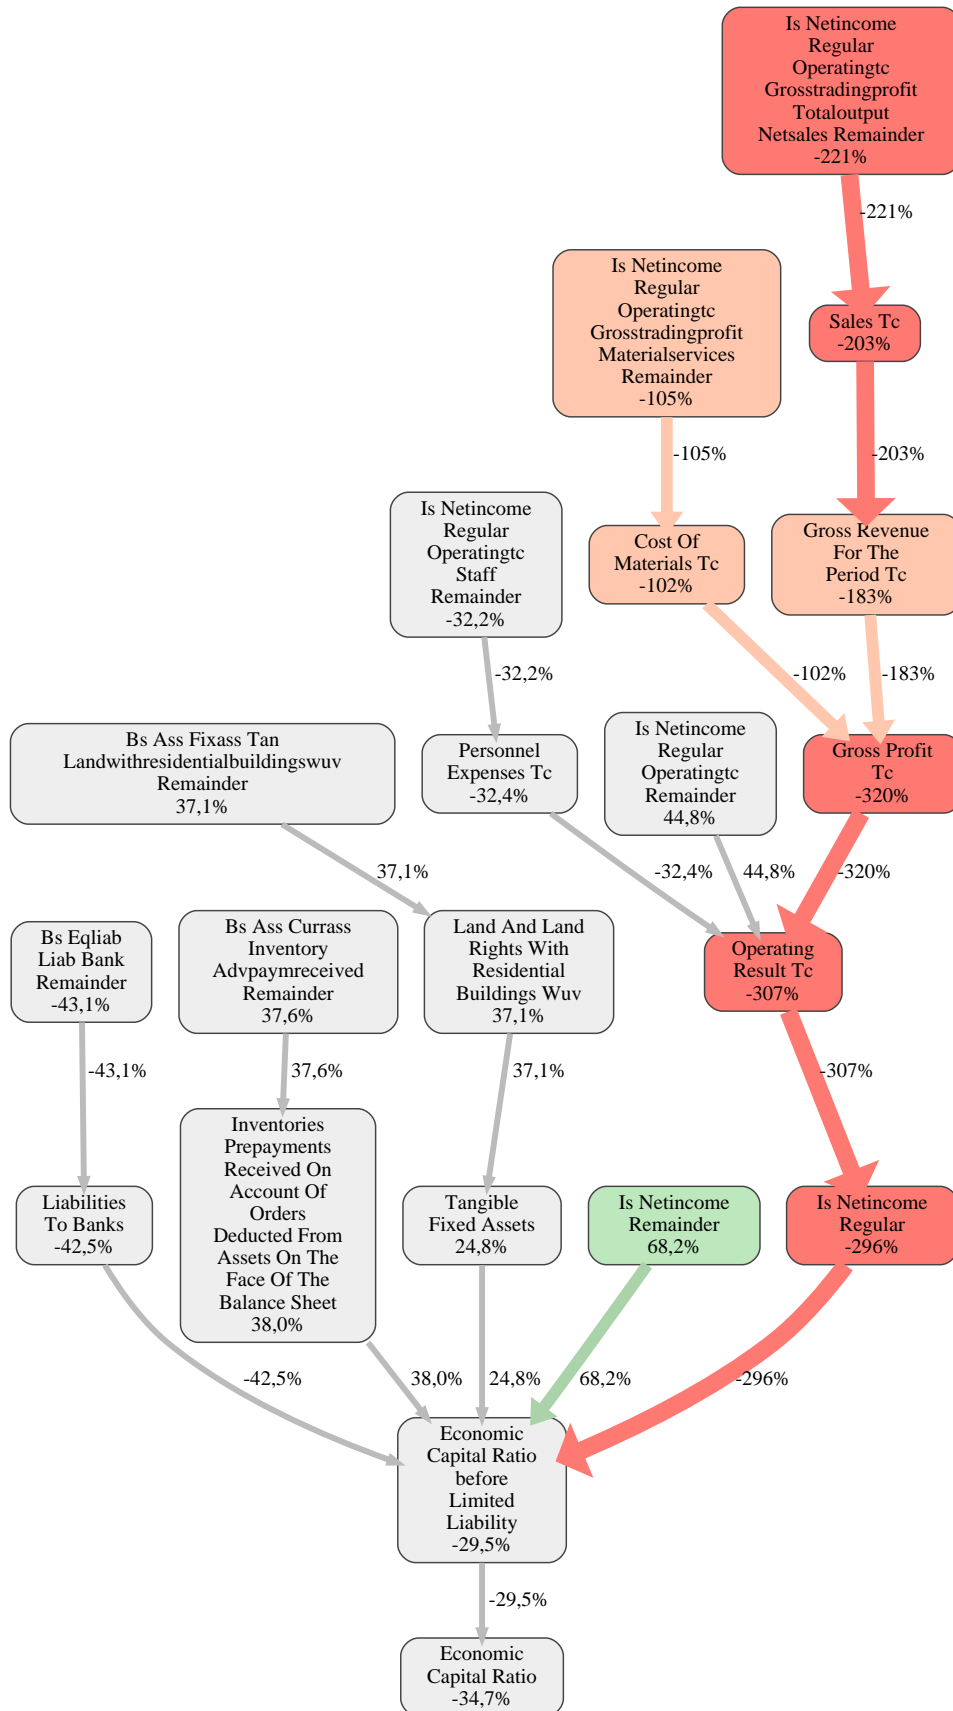 Is Netincome
Regular
Operatingtc
Grosstradingprofit
Totaloutput
Netsales Remainder
-221%
-221%
Is Netincome
Regular
Operatingtc
Grosstradingprofit
Materialservices
Remainder
-105%
Sales Tc
-203%
-105%
-203%
Is Netincome
Regular
Operatingtc
Staff
Remainder
-32,2%
Cost Of
Materials Tc
-102%
Gross Revenue
For The
Period Tc
-183%
-32,2%
-102%
-183%
Bs Ass Fixass Tan
Landwithresidentialbuildingswuv
Remainder
37,1%
Personnel
Expenses Tc
-32,4%
Is Netincome
Regular
Operatingtc
Remainder
44,8%
Gross Profit
Tc
-320%
37,1%
-32,4%
44,8%
-320%
Bs Eqliab
Liab Bank
Remainder
-43,1%
Bs Ass Currass
Inventory
Advpaymreceived
Remainder
37,6%
Land And Land
Rights With
Residential
Buildings Wuv
37,1%
Operating
Result Tc
-307%
-43,1%
37,6%
37,1%
-307%
Liabilities
To Banks
-42,5%
Inventories
Prepayments
Received On
Account Of
Orders
Deducted From
Assets On The
Face Of The
Balance Sheet
38,0%
Tangible
Fixed Assets
24,8%
Is Netincome
Remainder
68,2%
Is Netincome
Regular
-296%
-42,5%
38,0%
24,8%
68,2%
-296%
Economic
Capital Ratio
before
Limited
Liability
-29,5%
-29,5%
Economic
Capital Ratio
-34,7%